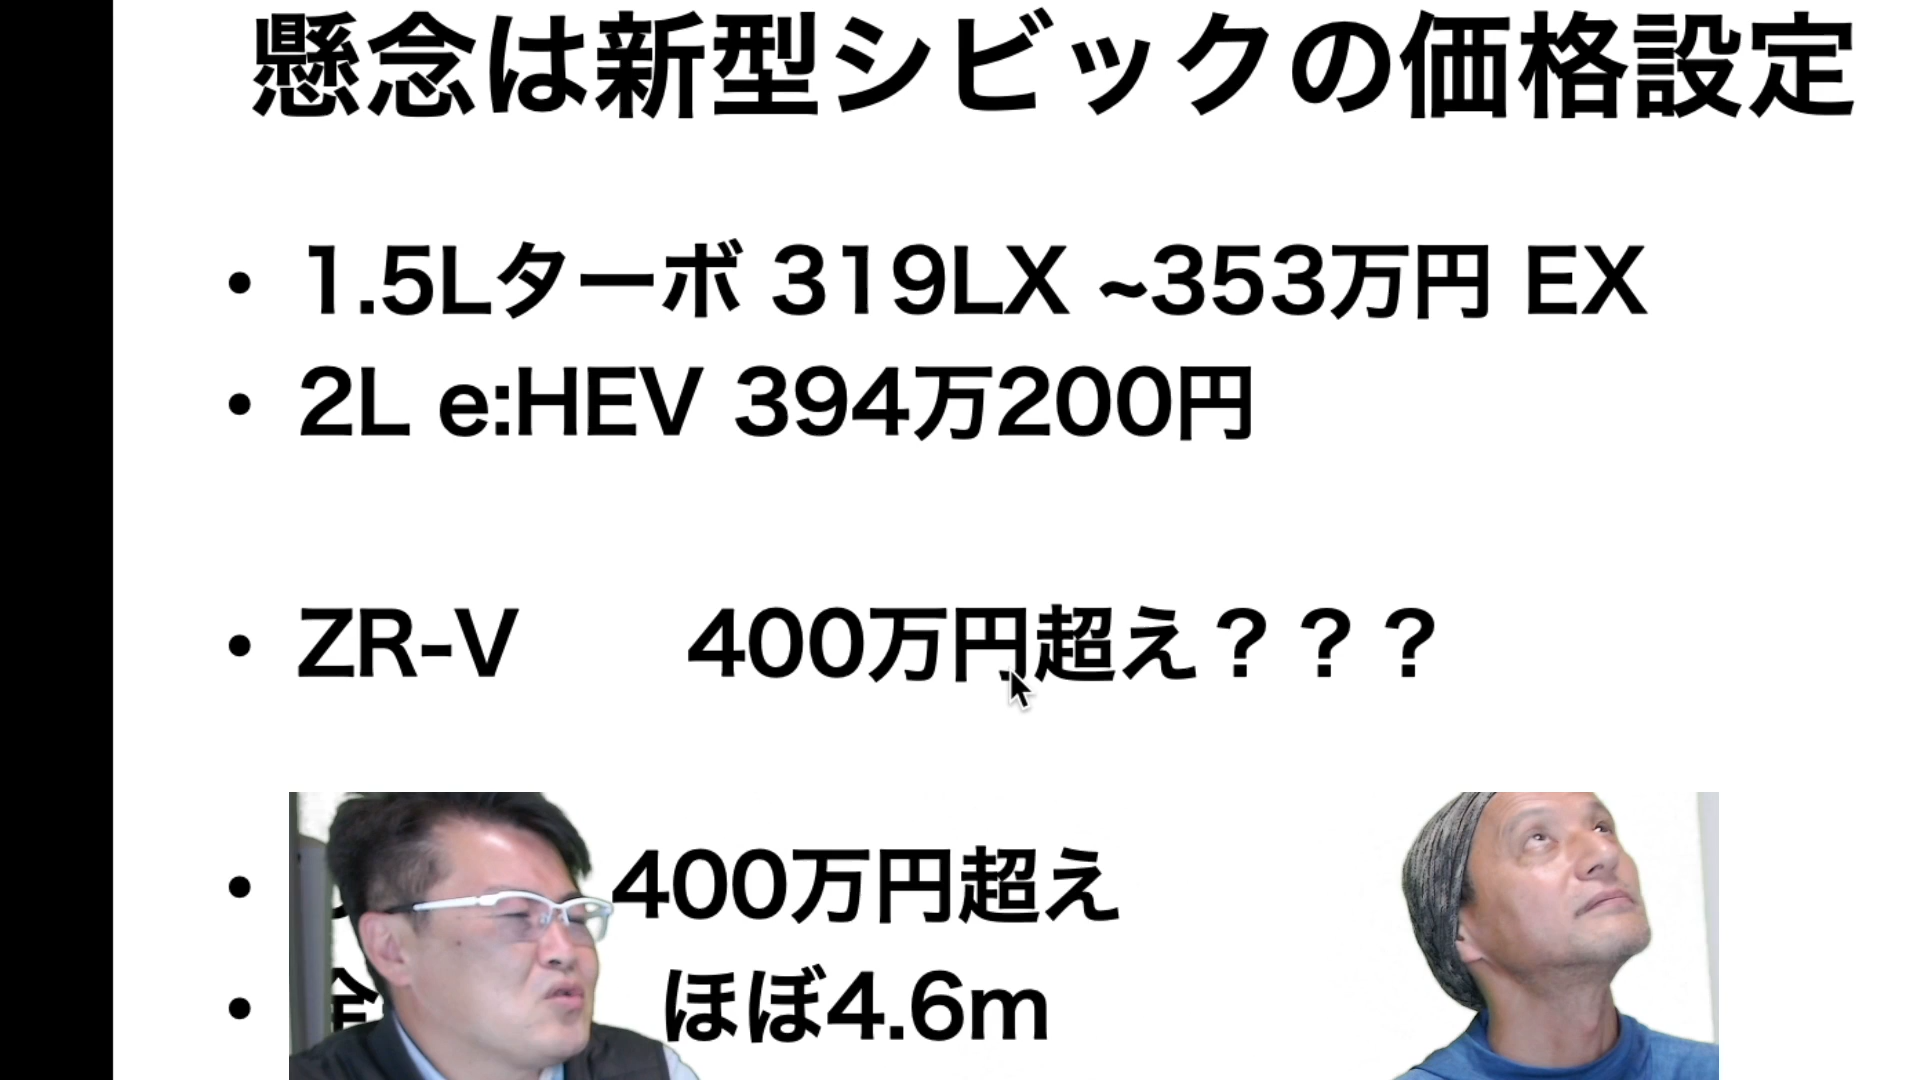 懸念は新型シビックの価格設定
• 1.5Lターボ 319LX ~353万円 EX
• 2L e:HEV 394万200円
• ZR-V 400万円超え？？？
• 400万円超え
• ほぼ4.6m